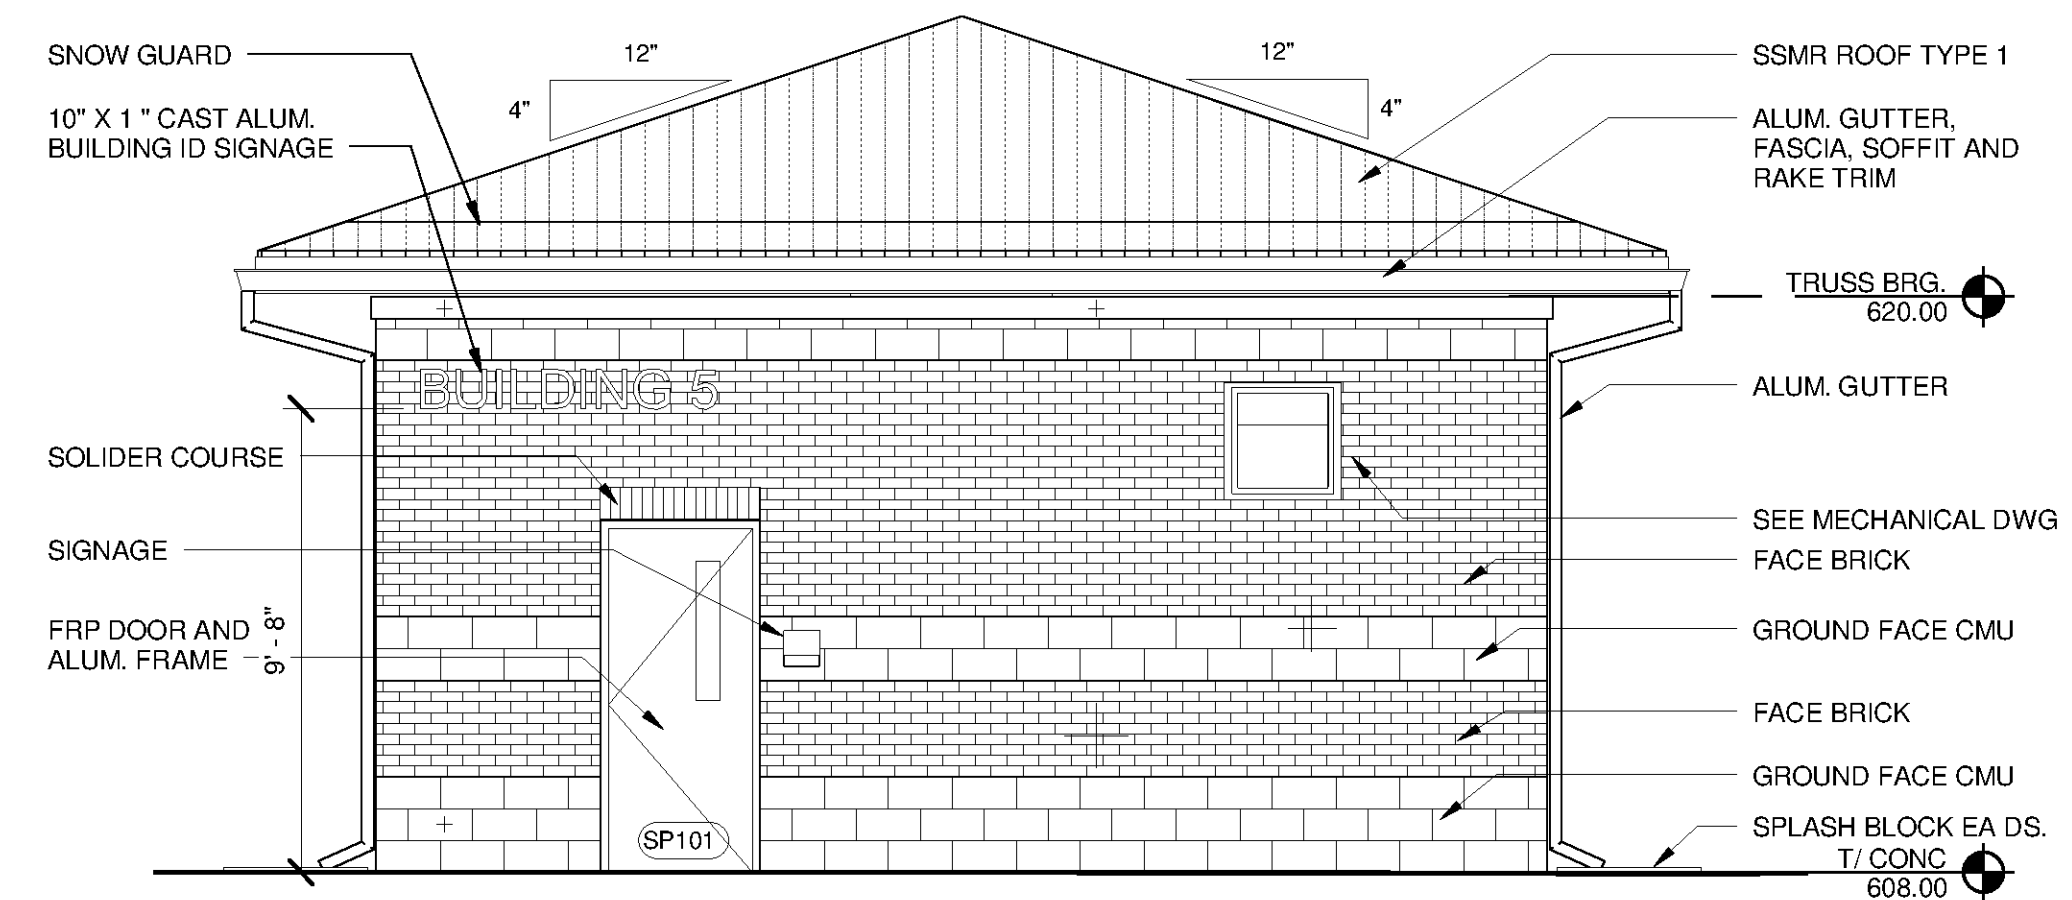 SNOW GUARD
10" X 1 " CAST ALUM.
BUILDING ID SIGNAGE
12"
4"
12"
4"
SSMR ROOF TYPE 1
ALUM. GUTTER,
FASCIA, SOFFIT AND
RAKE TRIM
TRUSS BRG.
620.00
BUILDING 5
ALUM. GUTTER
SOLIDER COURSE
SIGNAGE
FRP DOOR AND
ALUM. FRAME
9' - 8"
SEE MECHANICAL DWG
FACE BRICK
GROUND FACE CMU
FACE BRICK
GROUND FACE CMU
SP101
SPLASH BLOCK EA DS.
T/ CONC
608.00